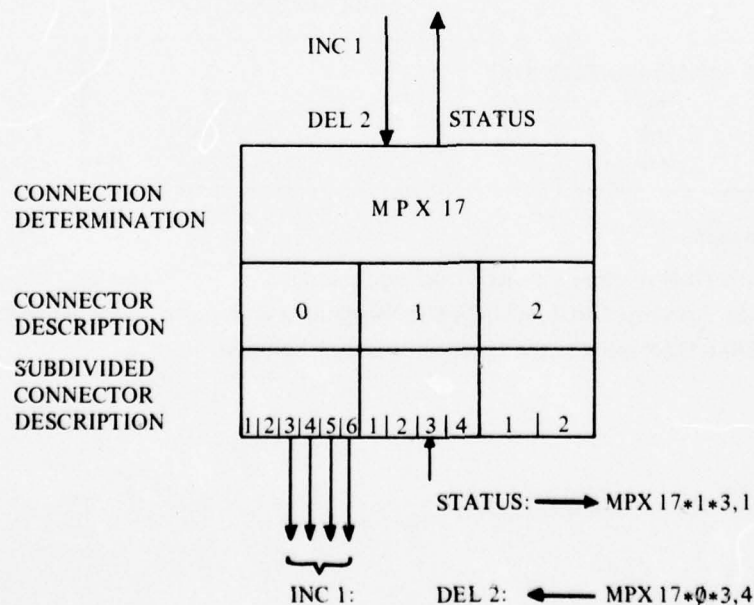 INC 1
DEL 2 STATUS
CONNECTION
DETERMINATION
MPX 17
CONNECTOR
DESCRIPTION
0 1 2
SUBDIVIDED
CONNECTOR
DESCRIPTION
1 2 3 4 5 6 1 2 3 4 1 2
STATUS: → MPX 17*1*3,1
INC 1: DEL 2: ← MPX 17*0*3,4